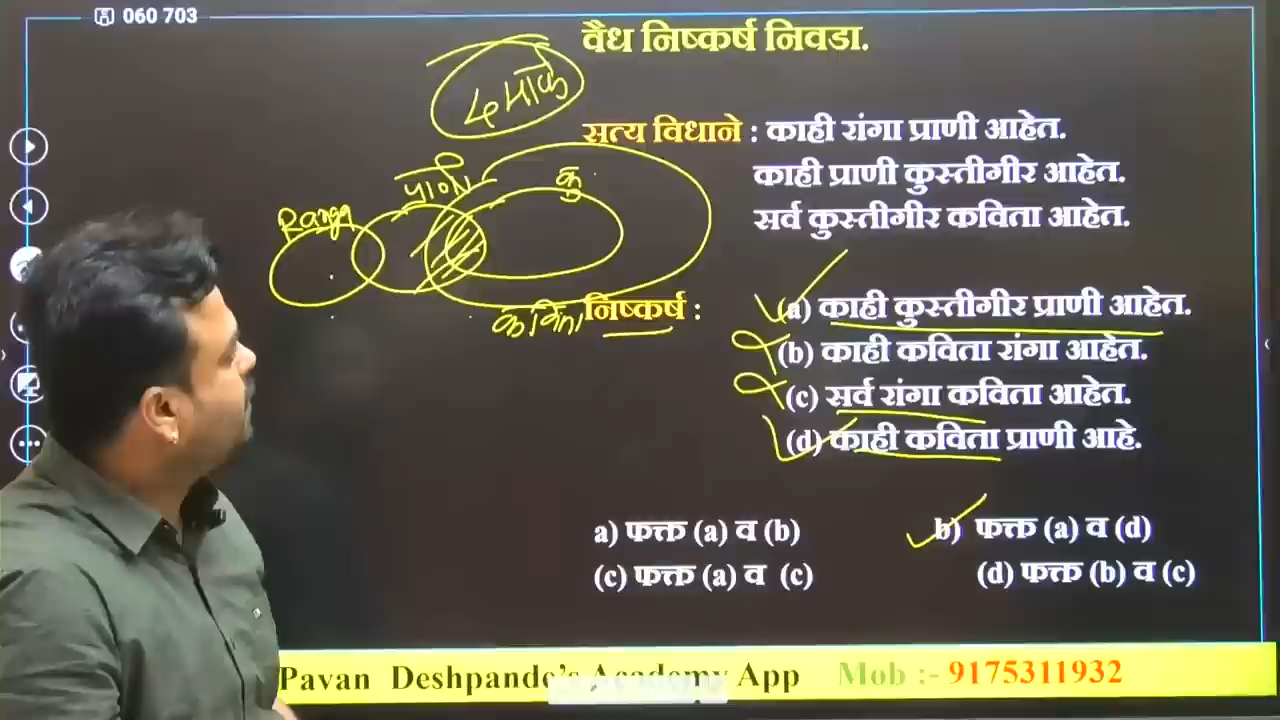 060 703
वैध निष्कर्ष निवडा.
4 मार्क
सत्य विधाने : काही रांगा प्राणी आहेत.
काही प्राणी कुस्तीगीर आहेत.
सर्व कुस्तीगीर कविता आहेत.
Ranga
प्राणी
कु
कविता
निष्कर्ष :
(a) काही कुस्तीगीर प्राणी आहेत.
(b) काही कविता रांगा आहेत.
(c) सर्व रांगा कविता आहेत.
(d) काही कविता प्राणी आहे.
a) फक्त (a) व (b) b) फक्त (a) व (d)
(c) फक्त (a) व (c) (d) फक्त (b) व (c)
Pavan Deshpande's Academy App Mob :- 9175311932